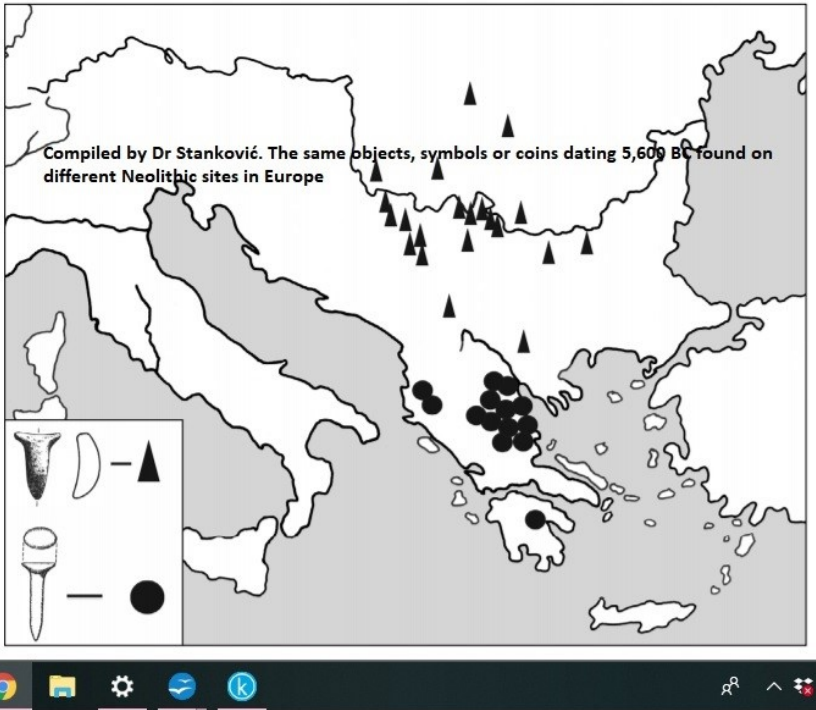 Compiled by Dr Stanković. The same objects, symbols or coins dating 5,600 BC found on
different Neolithic sites in Europe